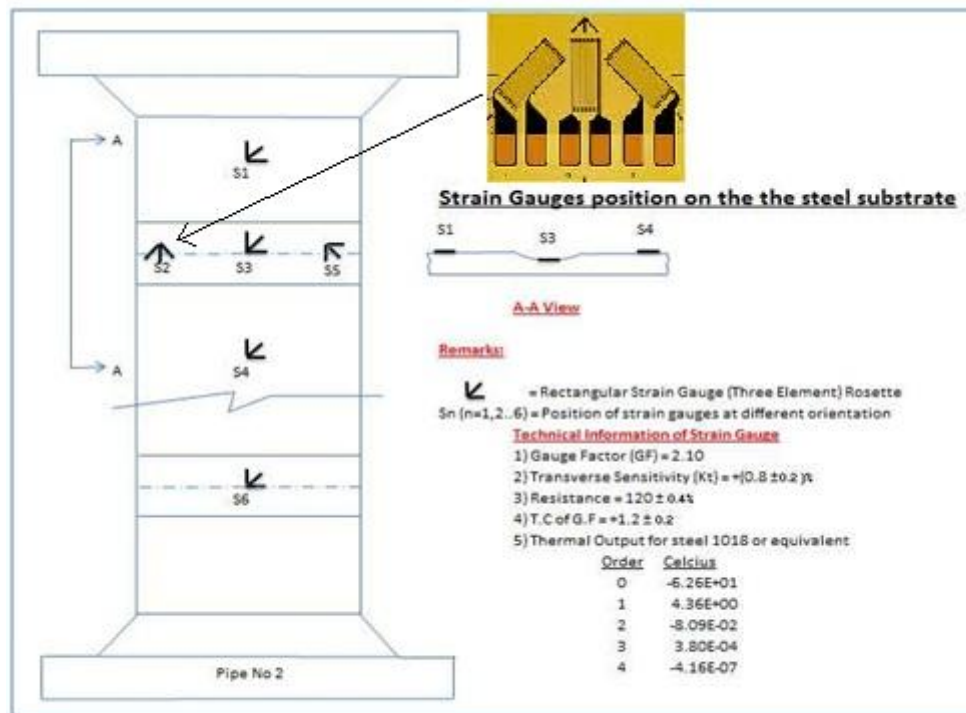 A
S1
S2
S3
S5
A
S4
S6
Pipe No 2
Strain Gauges position on the the steel substrate
S1
S3
S4
A-A View
Remarks:
= Rectangular Strain Gauge (Three Element) Rosette
Sn (n=1,2..6) = Position of strain gauges at different orientation
Technical Information of Strain Gauge
1) Gauge Factor (GF) = 2.10
2) Transverse Sensitivity (Kt) = +(0.8 ±0.2 )%
3) Resistance = 120 ± 0.4%
4) T.C of G.F = +1.2 ± 0.2
5) Thermal Output for steel 1018 or equivalent
Order Celcius
0 -6.26E+01
1 4.36E+00
2 -8.09E-02
3 3.80E-04
4 -4.16E-07